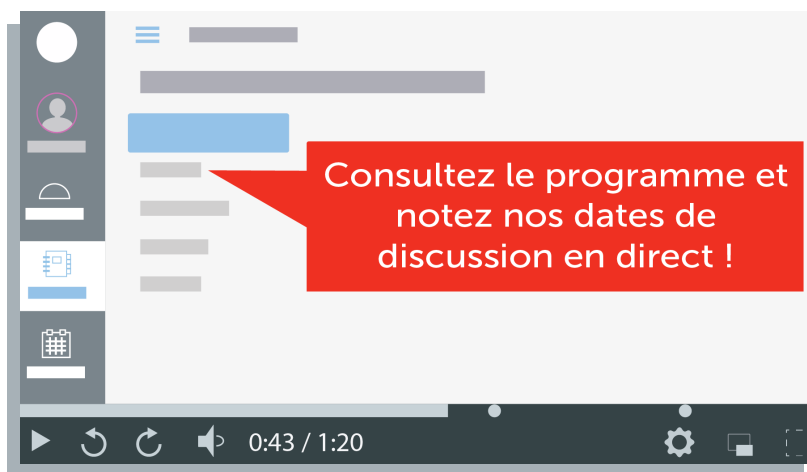 Consultez le programme et
notez nos dates de
discussion en direct !
0:43 / 1:20